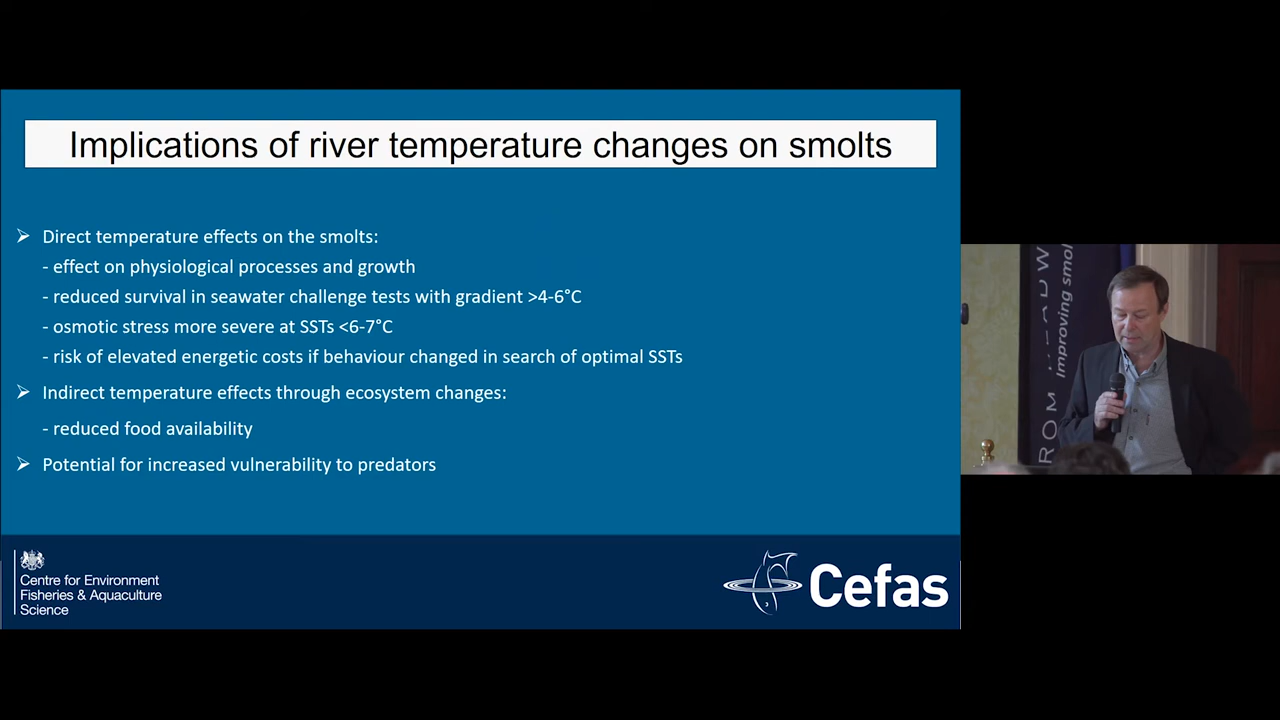 Implications of river temperature changes on smolts
➢ Direct temperature effects on the smolts:
- effect on physiological processes and growth
- reduced survival in seawater challenge tests with gradient >4-6°C
- osmotic stress more severe at SSTs <6-7°C
- risk of elevated energetic costs if behaviour changed in search of optimal SSTs
➢ Indirect temperature effects through ecosystem changes:
- reduced food availability
➢ Potential for increased vulnerability to predators
Centre for Environment
Fisheries & Aquaculture
Science
Cefas
ROM
Improving smol